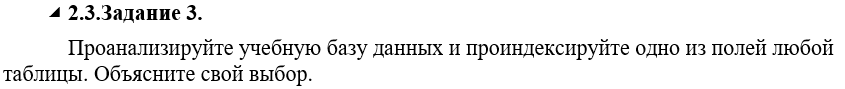 2.3.Задание 3.
Проанализируйте учебную базу данных и проиндексируйте одно из полей любой
таблицы. Объясните свой выбор.